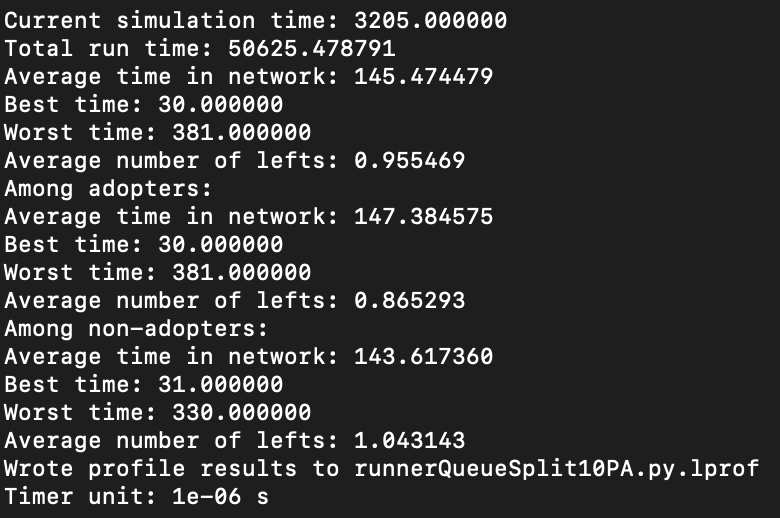 Current simulation time: 3205.000000
Total run time: 50625.478791
Average time in network: 145.474479
Best time: 30.000000
Worst time: 381.000000
Average number of lefts: 0.955469
Among adopters:
Average time in network: 147.384575
Best time: 30.000000
Worst time: 381.000000
Average number of lefts: 0.865293
Among non-adopters:
Average time in network: 143.617360
Best time: 31.000000
Worst time: 330.000000
Average number of lefts: 1.043143
Wrote profile results to runnerQueueSplit10PA.py.lprof
Timer unit: 1e-06 s